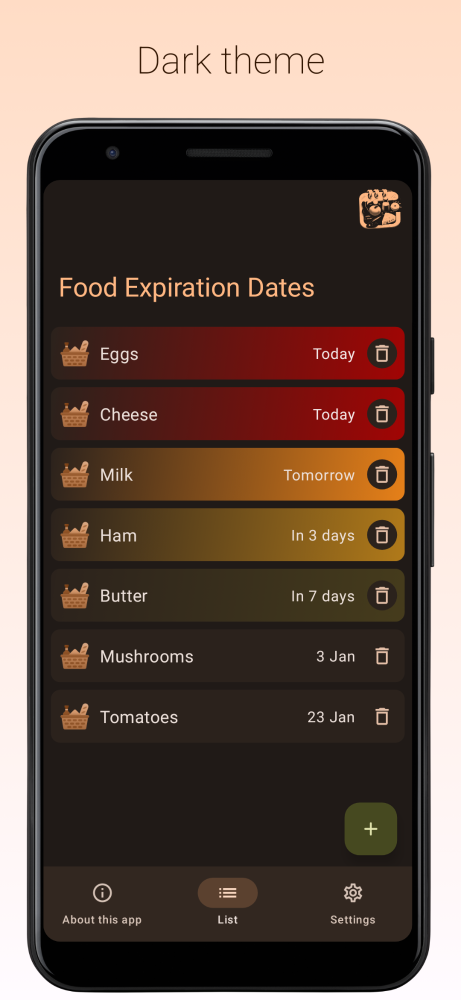 Dark theme
Food Expiration Dates
Eggs Today
Cheese Today
Milk Tomorrow
Ham In 3 days
Butter In 7 days
Mushrooms 3 Jan
Tomatoes 23 Jan
+
About this app List Settings